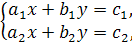 a₁x + b₁y = c₁,
a₂x + b₂y = c₂,